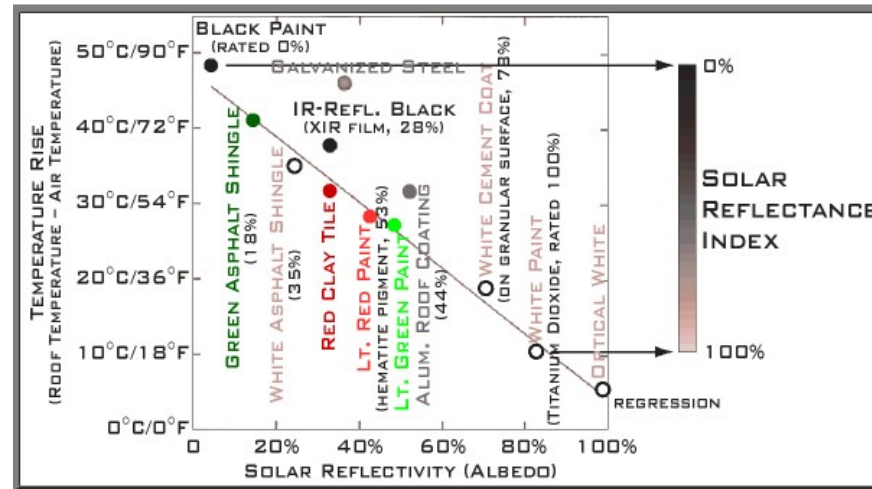 BLACK PAINT
(RATED 0%)
GALVANIZED STEEL
IR-REFL. BLACK
(XIR FILM, 28%)
50°C/90°F
40°C/72°F
30°C/54°F
20°C/36°F
10°C/18°F
0°C/0°F
TEMPERATURE RISE
(ROOF TEMPERATURE - AIR TEMPERATURE)
GREEN ASPHALT SHINGLE
(18%)
WHITE ASPHALT SHINGLE
(35%)
RED CLAY TILE
LT. RED PAINT
(HEMATITE PIGMENT, 53%)
LT. GREEN PAINT
ALUM. ROOF COATING
(44%)
WHITE CEMENT COAT
(ON GRANULAR SURFACE, 78%)
WHITE PAINT
(TITANIUM DIOXIDE, RATED 100%)
OPTICAL WHITE
REGRESSION
0%
SOLAR
REFLECTANCE
INDEX
100%
0 20% 40% 60% 80% 100%
SOLAR REFLECTIVITY (ALBEDO)